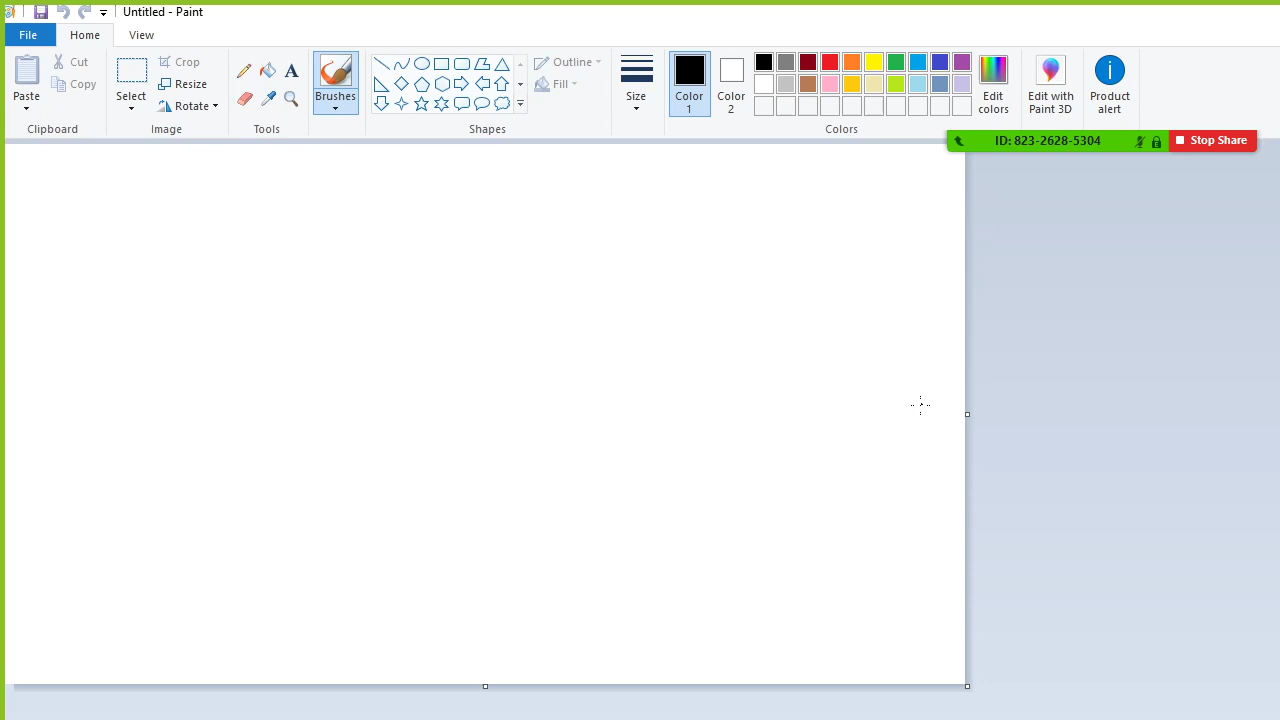 Untitled - Paint
File Home View
Paste Cut Copy Clipboard
Select Crop Resize Rotate Image
A Tools
Brushes
Shapes Outline Fill
Size
Color 1 Color 2 Edit colors Colors
Edit with Paint 3D
Product alert
ID: 823-2628-5304 Stop Share